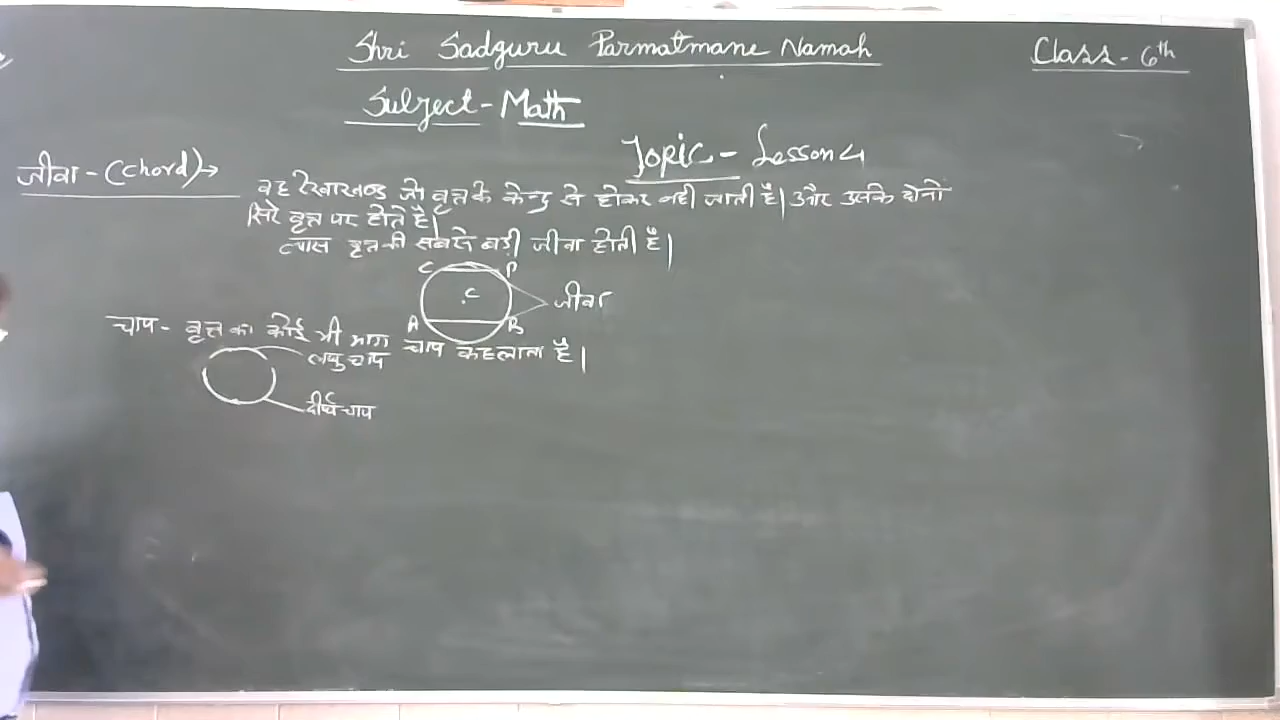 Shri Sadguru Parmatmane Namah
Class - 6th
Subject - Math
Topic - Lesson 4
जीवा - (chord) →
वह रेखाखण्ड जो वृत्त के केन्द्र से होकर नहीं जाती है। और उसके दोनो
सिरे वृत्त पर होते है।
व्यास वृत्त की सबसे बड़ी जीवा होती है।
C P
C
जीवा
A B
चाप - वृत्त का कोई भी भाग चाप कहलाता है।
लघु चाप
दीर्घ चाप